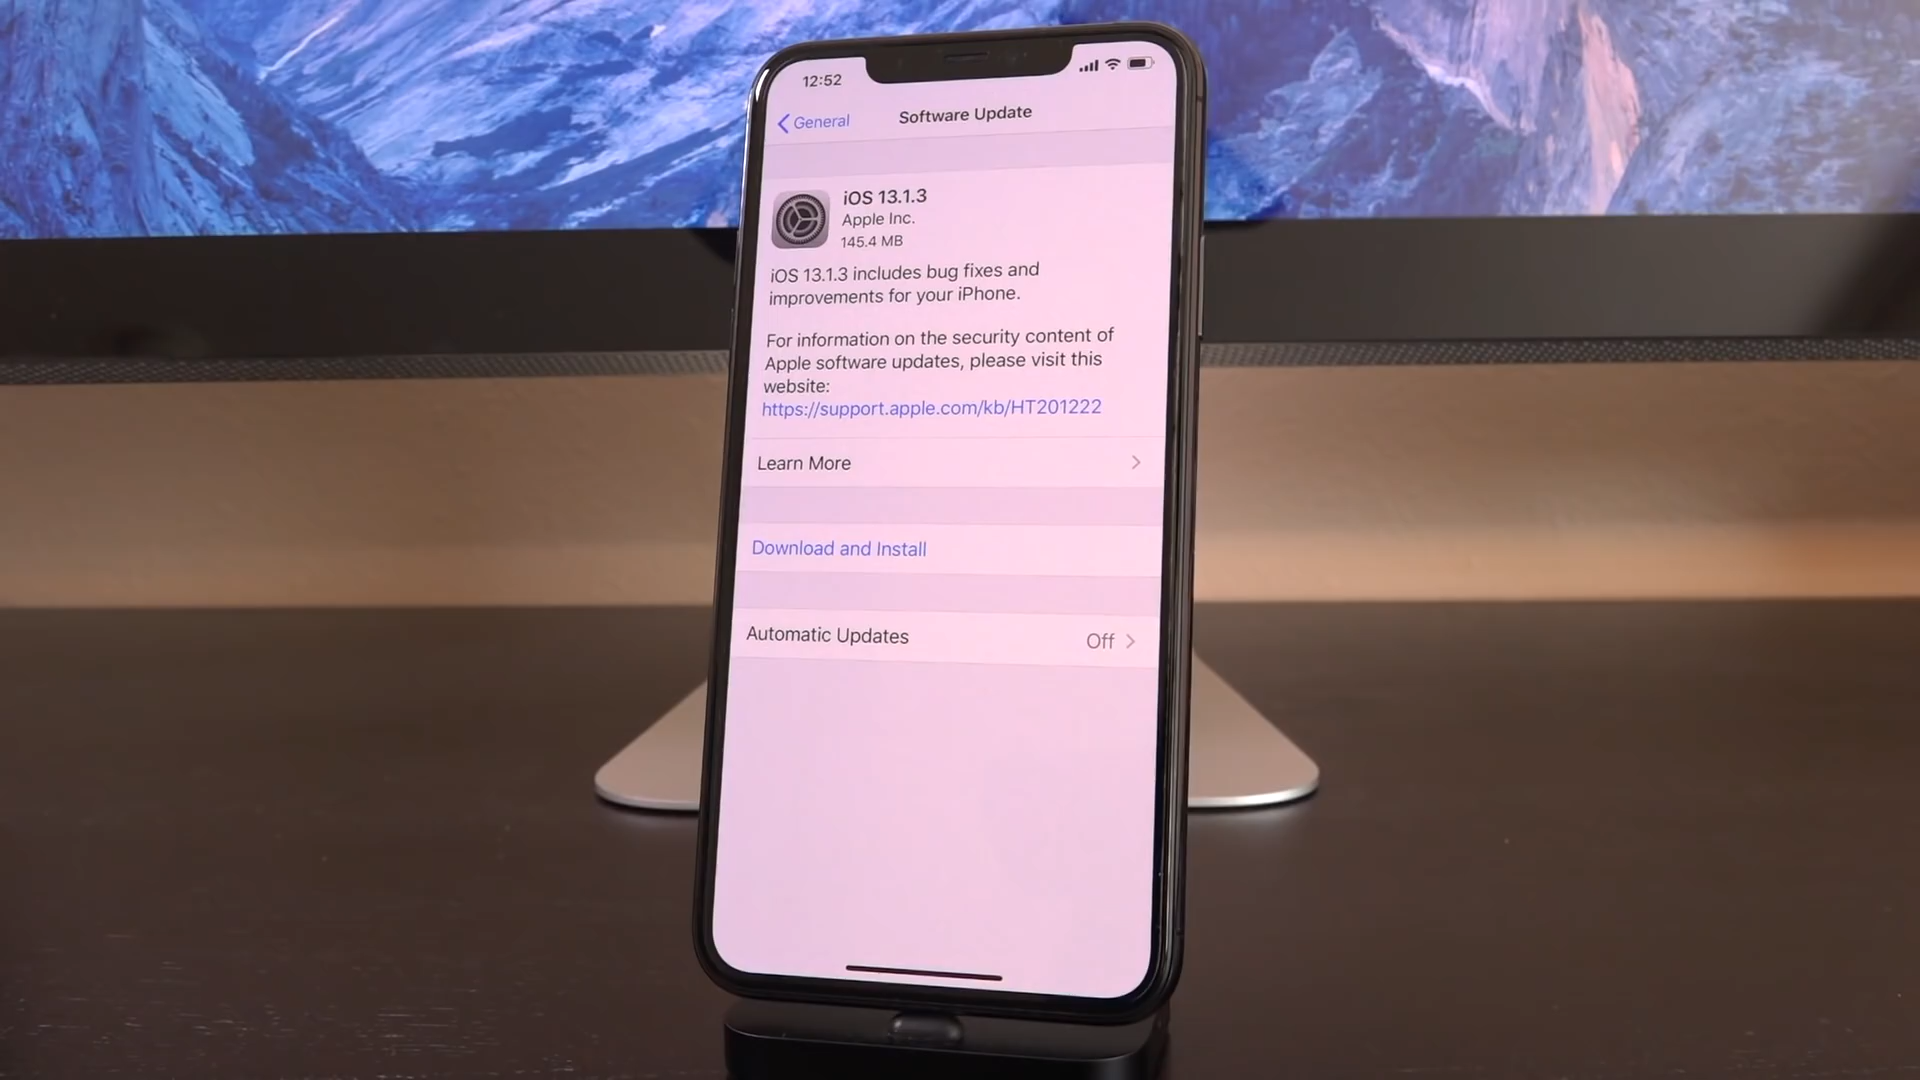 12:52
General
Software Update
iOS 13.1.3
Apple Inc.
145.4 MB
iOS 13.1.3 includes bug fixes and
improvements for your iPhone.
For information on the security content of
Apple software updates, please visit this
website:
https://support.apple.com/kb/HT201222
Learn More
Download and Install
Automatic Updates Off